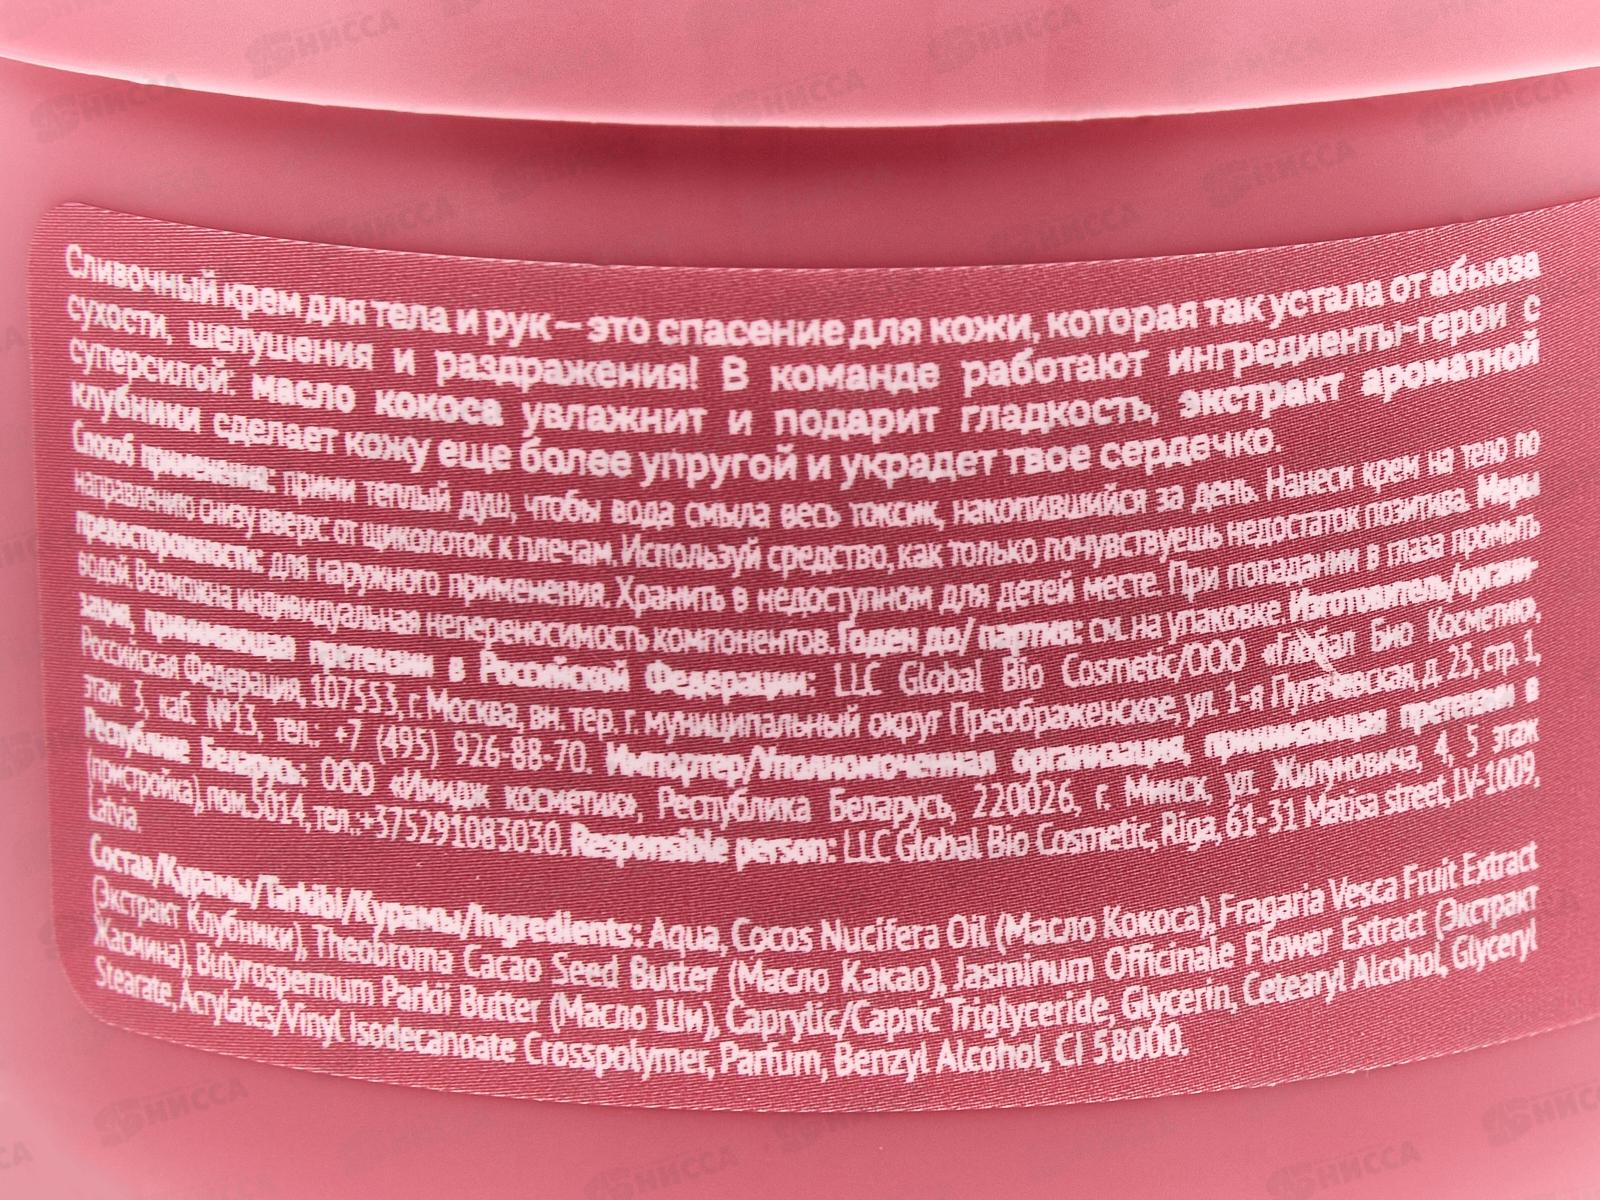 Сливочный крем для тела и рук – это спасение для кожи, которая так устала от абьюза
сухости, шелушения и раздражения! В команде работают ингредиенты-герои с
суперсилой: масло кокоса увлажнит и подарит гладкость, экстракт ароматной
клубники сделает кожу еще более упругой и украдет твое сердечко.
Способ применения: прими теплый душ, чтобы вода смыла весь токсик, накопившийся за день. Нанеси крем на тело по
направлению снизу вверх: от щиколоток к плечам. Используй средство, как только почувствуешь недостаток позитива. Меры
предосторожности: для наружного применения. Хранить в недоступном для детей месте. При попадании в глаза промыть
водой. Возможна индивидуальная непереносимость компонентов. Годен до/ партия: см. на упаковке. Изготовитель/органи-
зация, принимающая претензии в Российской Федерации: LLC Global Bio Cosmetic/ООО «Глобал Био Косметик»,
Российская Федерация, 107553, г. Москва, вн. тер. г. муниципальный округ Преображенское, ул. 1-я Пугачевская, д. 25, стр. 1,
этаж 3, каб. №13, тел.: +7 (495) 926-88-70. Импортер/Уполномоченная организация, принимающая претензии в
Республике Беларусь: ООО «Имидж косметик», Республика Беларусь, 220026, г. Минск, ул. Жилуновича, 4, 5 этаж
(пристройка), пом.5014, тел.:+375291083030. Responsible person: LLC Global Bio Cosmetic, Riga, 61-31 Matisa street, LV-1009,
Latvia.
Состав/Құрамы/Tarkibi/Курамы/Ingredients: Aqua, Cocos Nucifera Oil (Масло Кокоса), Fragaria Vesca Fruit Extract
(Экстракт Клубники), Theobroma Cacao Seed Butter (Масло Какао), Jasminum Officinale Flower Extract (Экстракт
Жасмина), Butyrospermum Parkii Butter (Масло Ши), Caprylic/Capric Triglyceride, Glycerin, Cetearyl Alcohol, Glyceryl
Stearate, Acrylates/Vinyl Isodecanoate Crosspolymer, Parfum, Benzyl Alcohol, CI 58000.